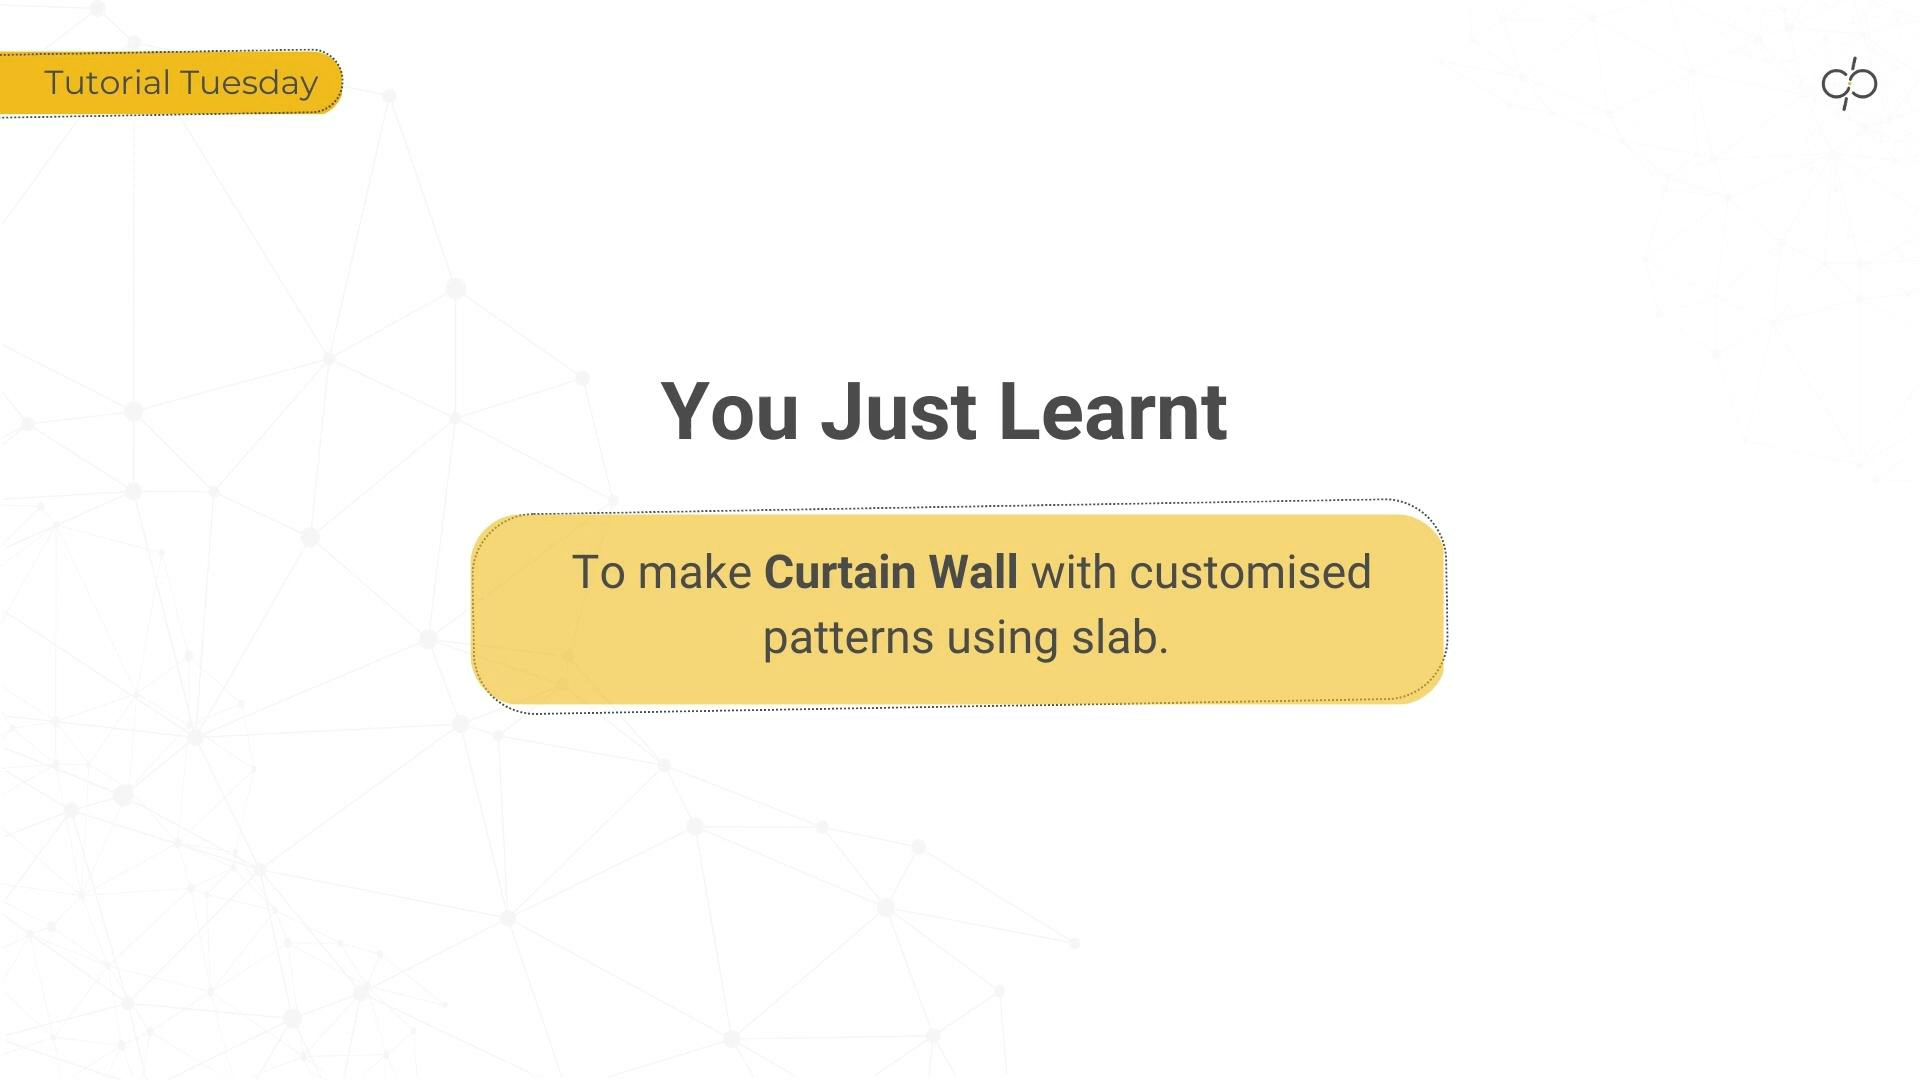 Tutorial Tuesday
You Just Learnt
To make Curtain Wall with customised
patterns using slab.